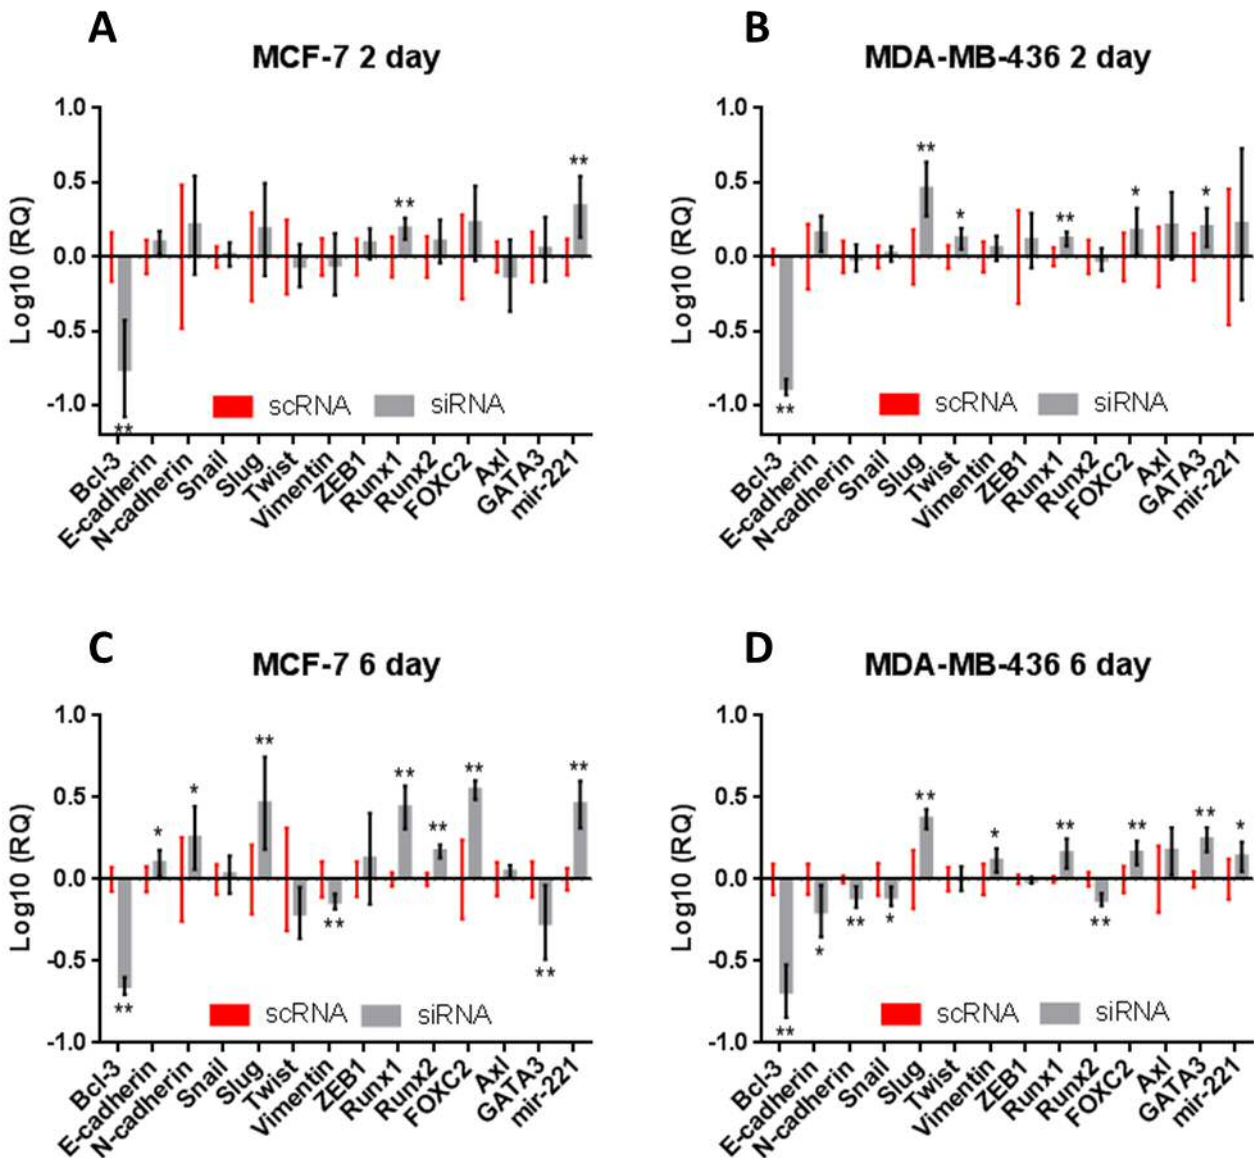 A
MCF-7 2 day
1.0
0.5
0.0
-0.5
-1.0
Log10 (RQ)
**
**
**
scRNA
siRNA
Bcl-3
E-cadherin
N-cadherin
Snail
Slug
Twist
Vimentin
ZEB1
Runx1
Runx2
FOXC2
Axl
GATA3
mir-221
B
MDA-MB-436 2 day
1.0
0.5
0.0
-0.5
-1.0
Log10 (RQ)
**
**
*
**
*
*
scRNA
siRNA
Bcl-3
E-cadherin
N-cadherin
Snail
Slug
Twist
Vimentin
ZEB1
Runx1
Runx2
FOXC2
Axl
GATA3
mir-221
C
MCF-7 6 day
1.0
0.5
0.0
-0.5
-1.0
Log10 (RQ)
**
*
*
**
**
**
**
**
**
**
scRNA
siRNA
Bcl-3
E-cadherin
N-cadherin
Snail
Slug
Twist
Vimentin
ZEB1
Runx1
Runx2
FOXC2
Axl
GATA3
mir-221
D
MDA-MB-436 6 day
1.0
0.5
0.0
-0.5
-1.0
Log10 (RQ)
**
*
**
*
**
*
**
**
**
**
*
scRNA
siRNA
Bcl-3
E-cadherin
N-cadherin
Snail
Slug
Twist
Vimentin
ZEB1
Runx1
Runx2
FOXC2
Axl
GATA3
mir-221